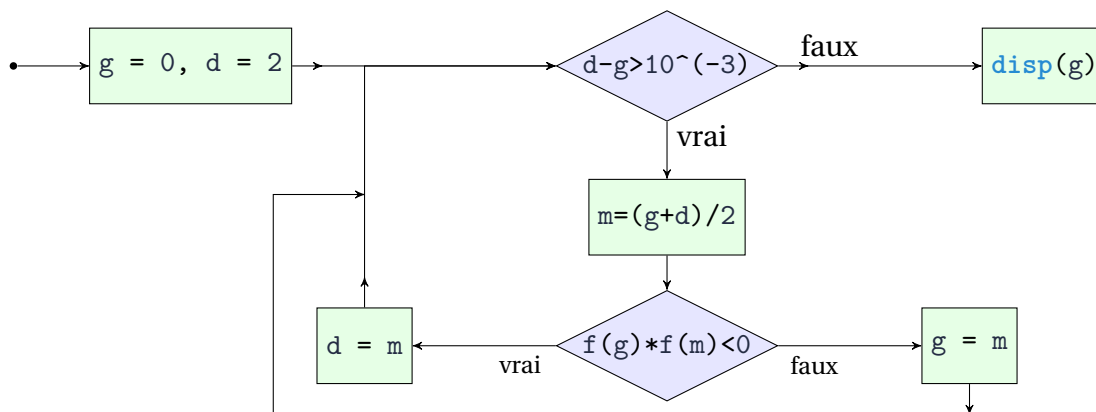 g = 0, d = 2
d-g>10^(-3)
faux
disp(g)
vrai
m=(g+d)/2
d = m
vrai
f(g)*f(m)<0
faux
g = m